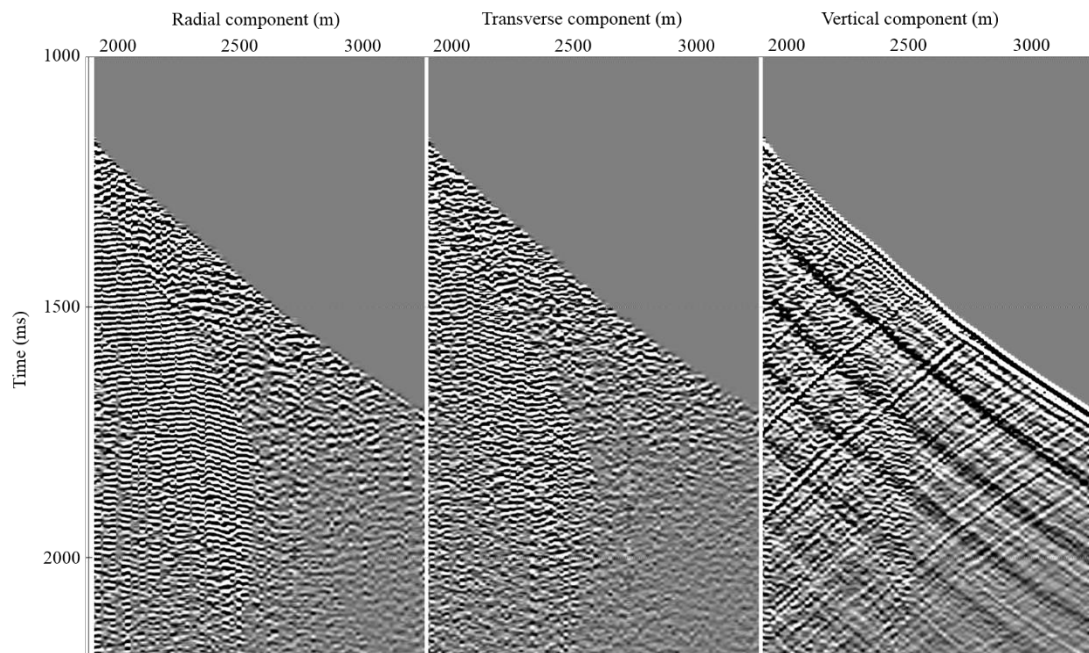 Radial component (m)
Transverse component (m)
Vertical component (m)
2000 2500 3000
2000 2500 3000
2000 2500 3000
1000
1500
2000
Time (ms)